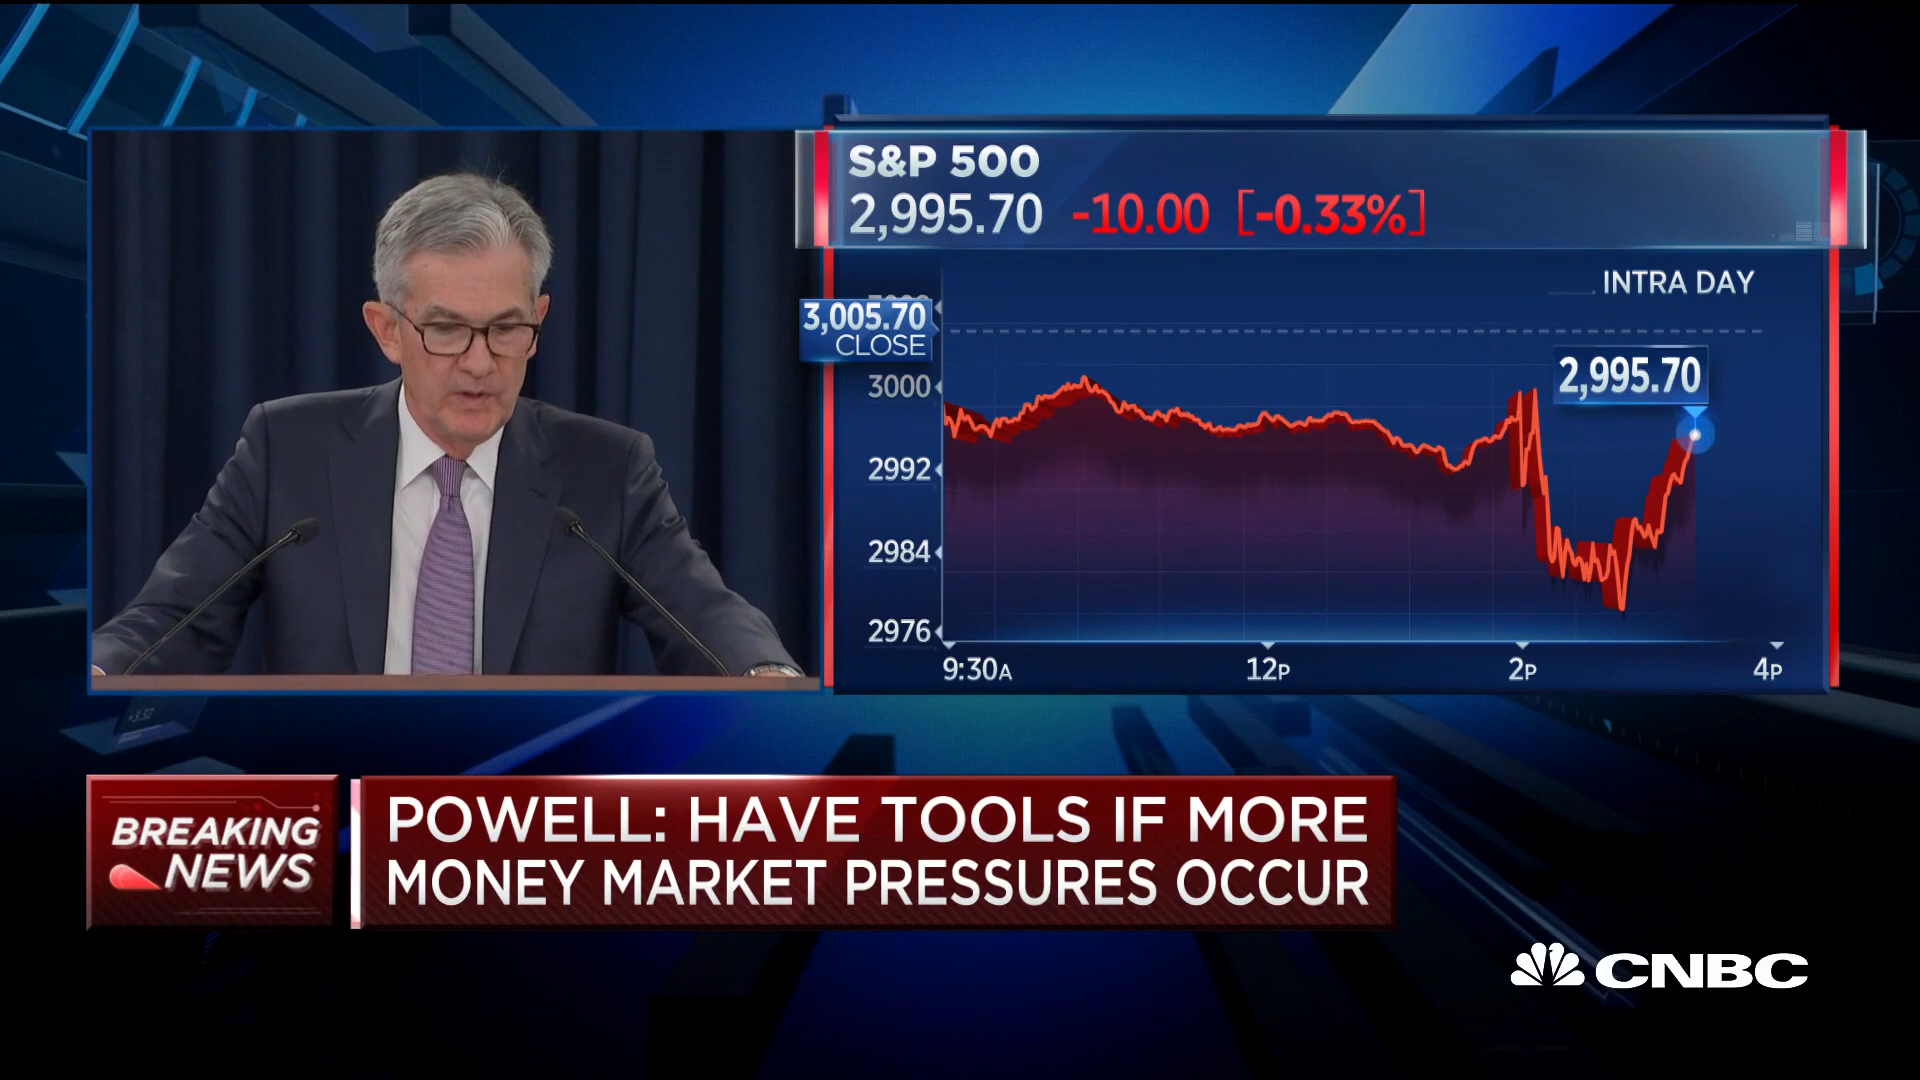 S&P 500
2,995.70 -10.00 [-0.33%]
INTRA DAY
3,005.70
CLOSE
2,995.70
3000
2992
2984
2976
9:30A 12P 2P 4P
BREAKING
NEWS
POWELL: HAVE TOOLS IF MORE
MONEY MARKET PRESSURES OCCUR
CNBC